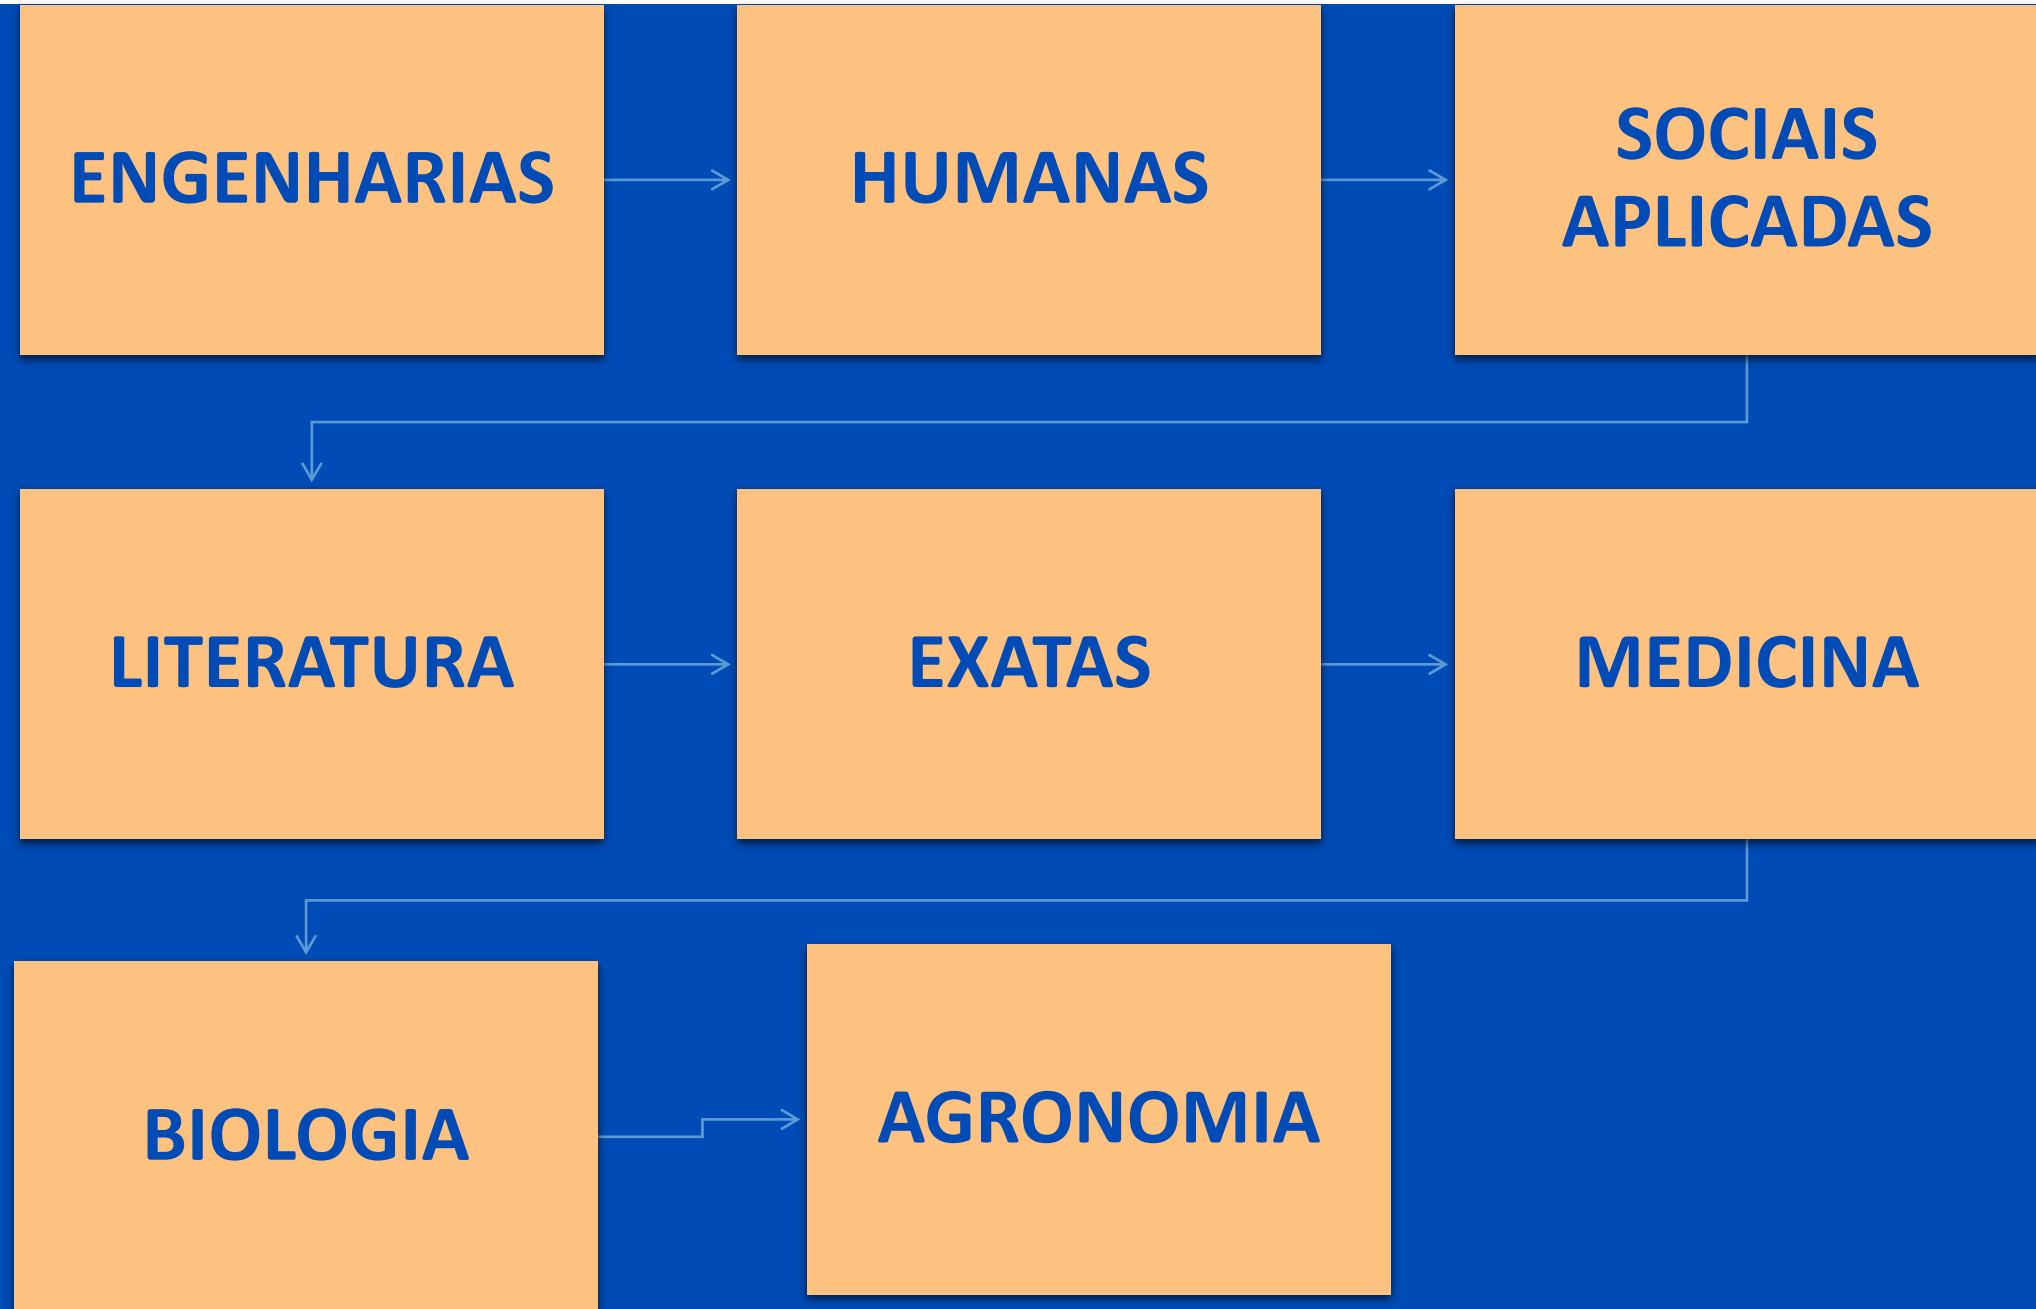 ENGENHARIAS
HUMANAS
SOCIAIS
APLICADAS
LITERATURA
EXATAS
MEDICINA
BIOLOGIA
AGRONOMIA